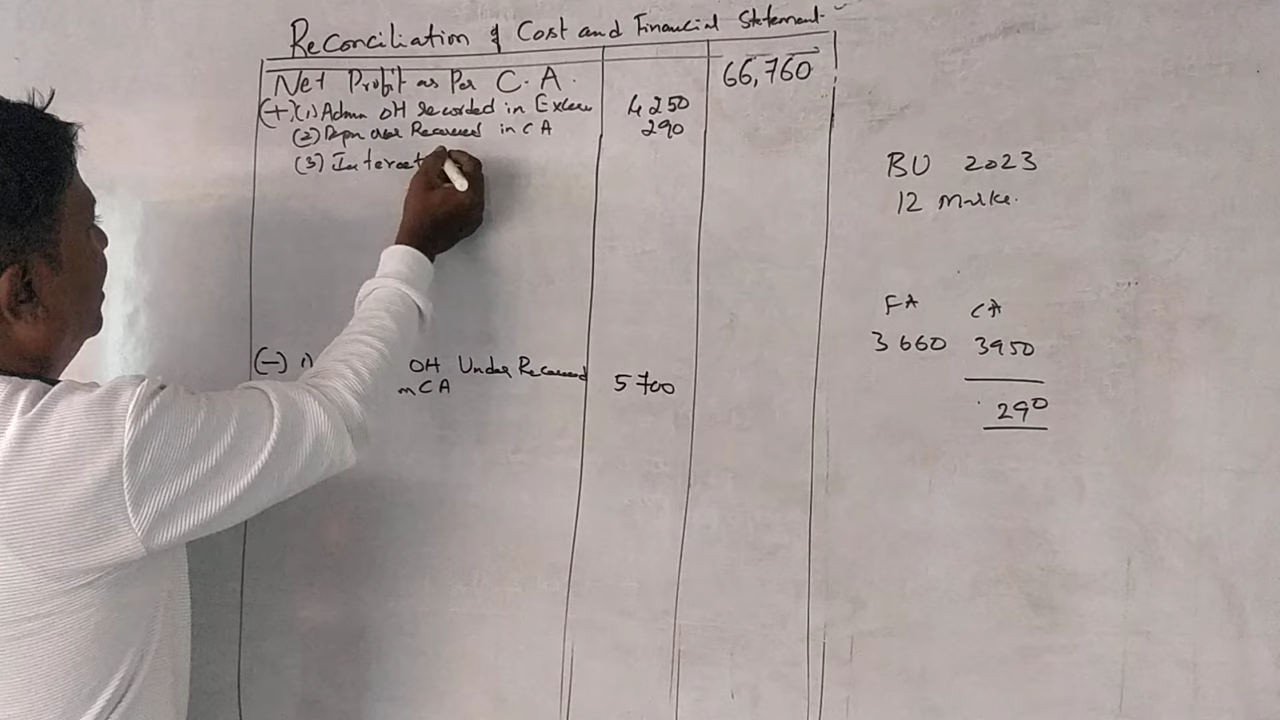 Reconciliation of Cost and Financial Statement.
Net Profit as Per C.A. 66,760
(+) (1) Admn OH recorded in Excess 4250
(2) Depn over Recovered in CA 290
(3) Interest
(-) 1) OH Under Recovered 5700
in CA
BU 2023
12 Marks.
FA CA
3660 3950
290